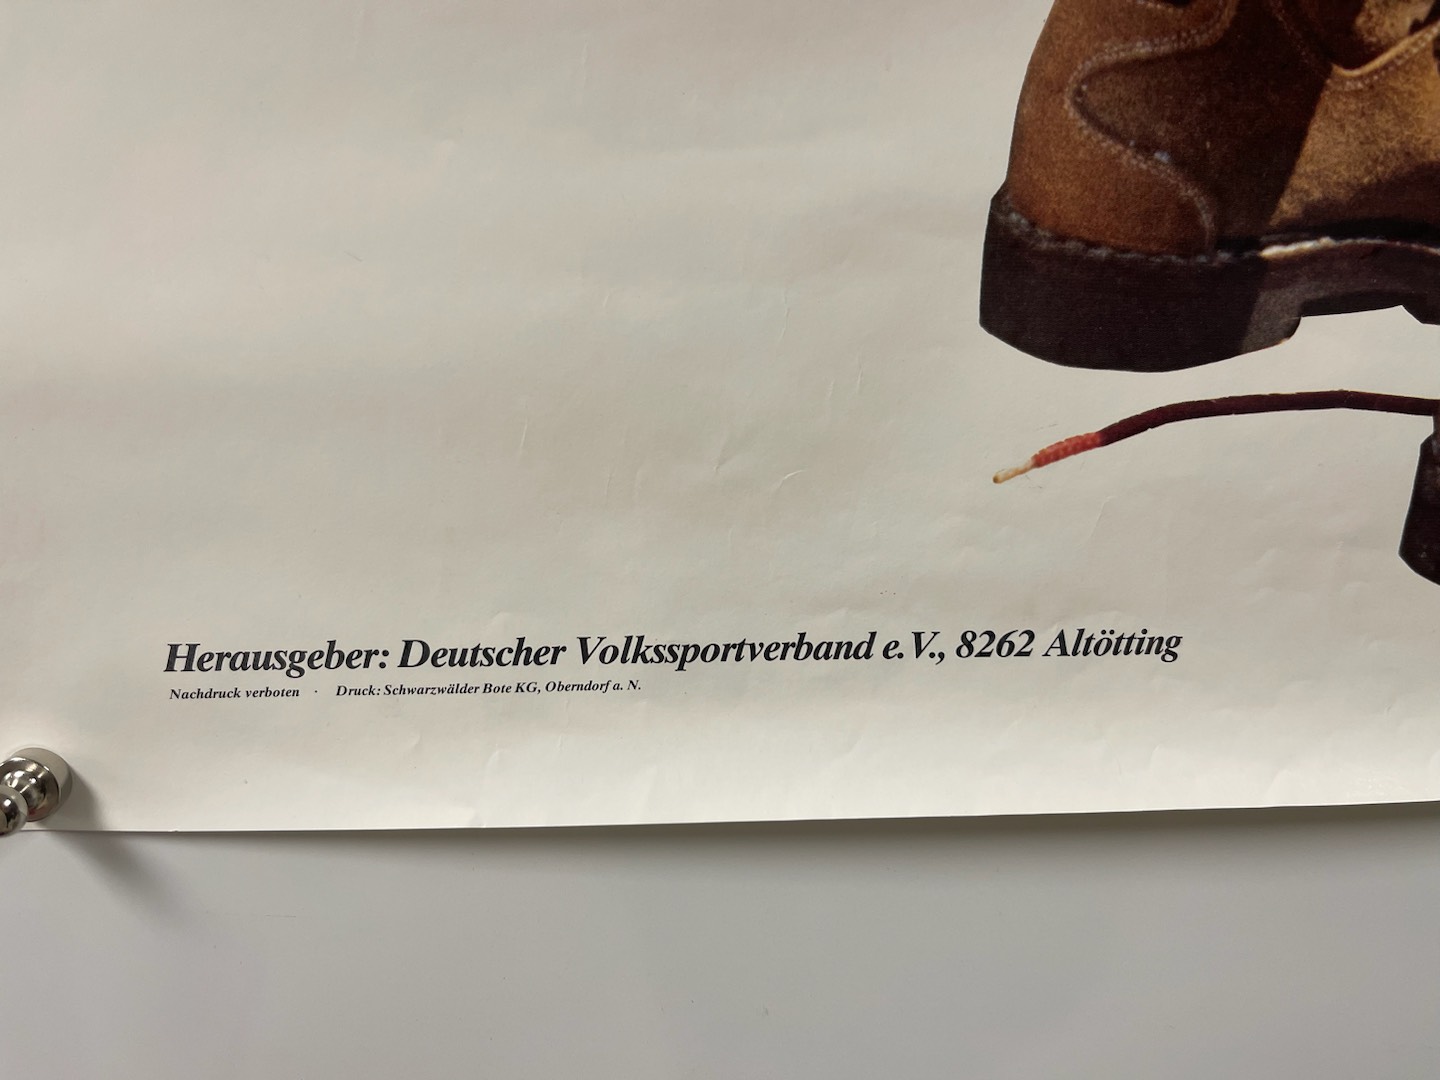 Herausgeber: Deutscher Volkssportverband e.V., 8262 Altötting
Nachdruck verboten · Druck: Schwarzwälder Bote KG, Oberndorf a. N.